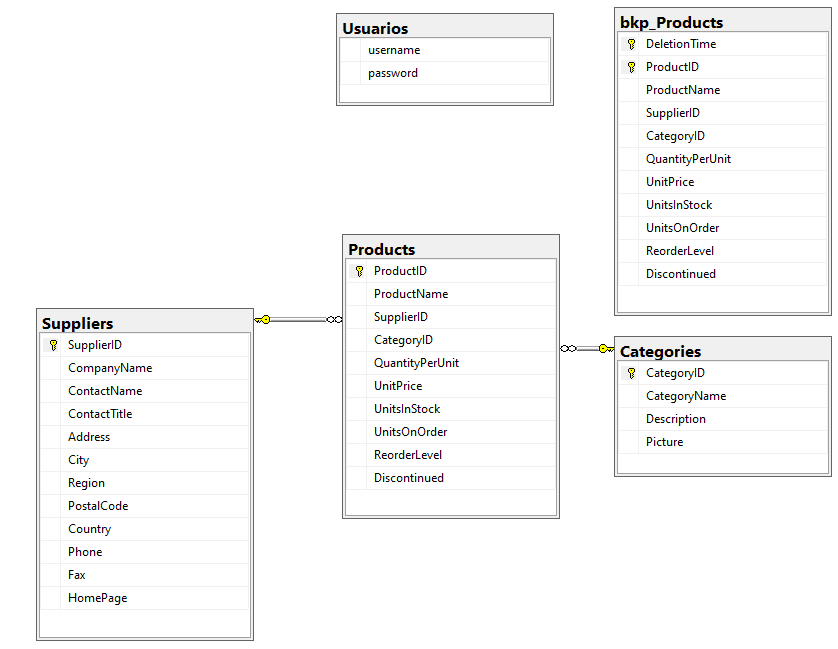 Usuarios
username
password
bkp_Products
DeletionTime
ProductID
ProductName
SupplierID
CategoryID
QuantityPerUnit
UnitPrice
UnitsInStock
UnitsOnOrder
ReorderLevel
Discontinued
Products
ProductID
ProductName
SupplierID
CategoryID
QuantityPerUnit
UnitPrice
UnitsInStock
UnitsOnOrder
ReorderLevel
Discontinued
Suppliers
SupplierID
CompanyName
ContactName
ContactTitle
Address
City
Region
PostalCode
Country
Phone
Fax
HomePage
Categories
CategoryID
CategoryName
Description
Picture